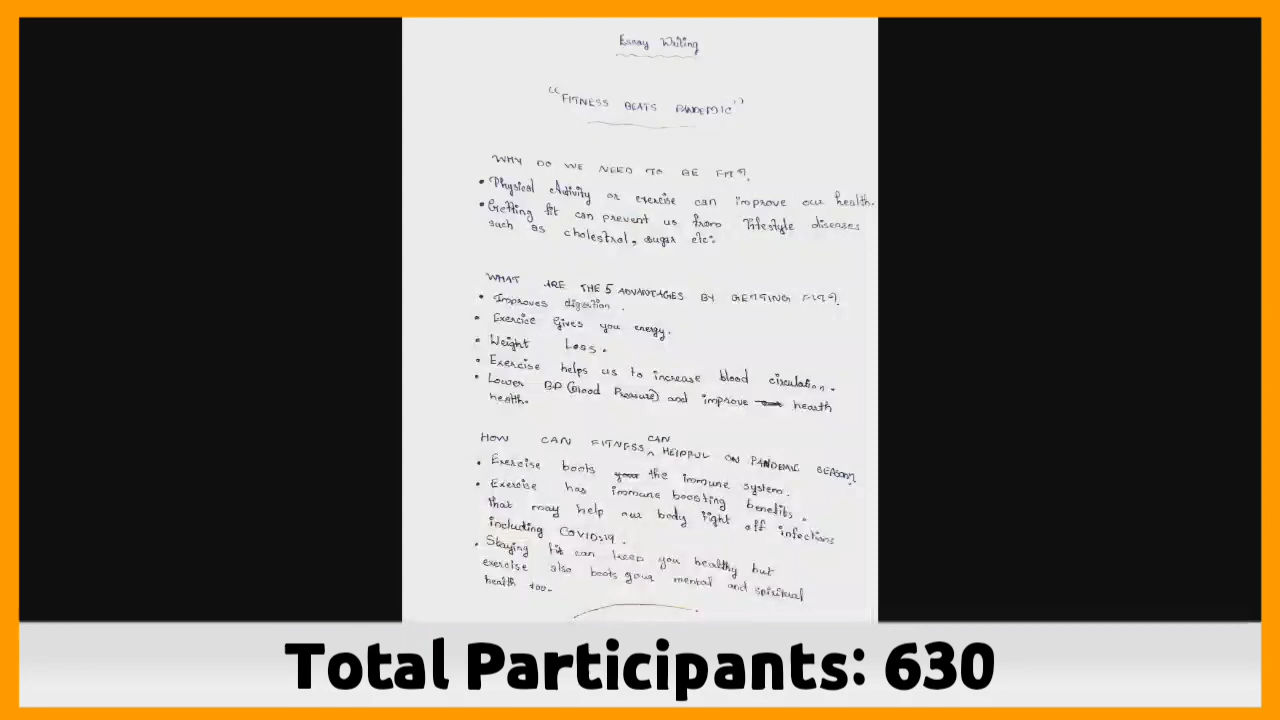 Essay Writing
"FITNESS BEATS PANDEMIC"
WHY DO WE NEED TO BE FIT?
• Physical Activity or exercise can improve our health.
• Getting fit can prevent us from lifestyle diseases
such as cholestral, sugar etc.
WHAT ARE THE 5 ADVANTAGES BY GETTING FIT?
• Improves digestion.
• Exercice Gives you energy.
• Weight Loss.
• Exercise helps us to increase blood circulation.
• Lower BP (Blood Preasure) and improve hearth
health.
HOW CAN FITNESS CAN HELPFUL ON PANDEMIC SEASON?
• Exercise boots the immune system.
• Exercise has immune boosting benefits.
that may help our body fight off infections
including COVID:19.
• Staying fit can keep you healthy but
exercise also boots your mental and spiritual
health too.
Total Participants: 630